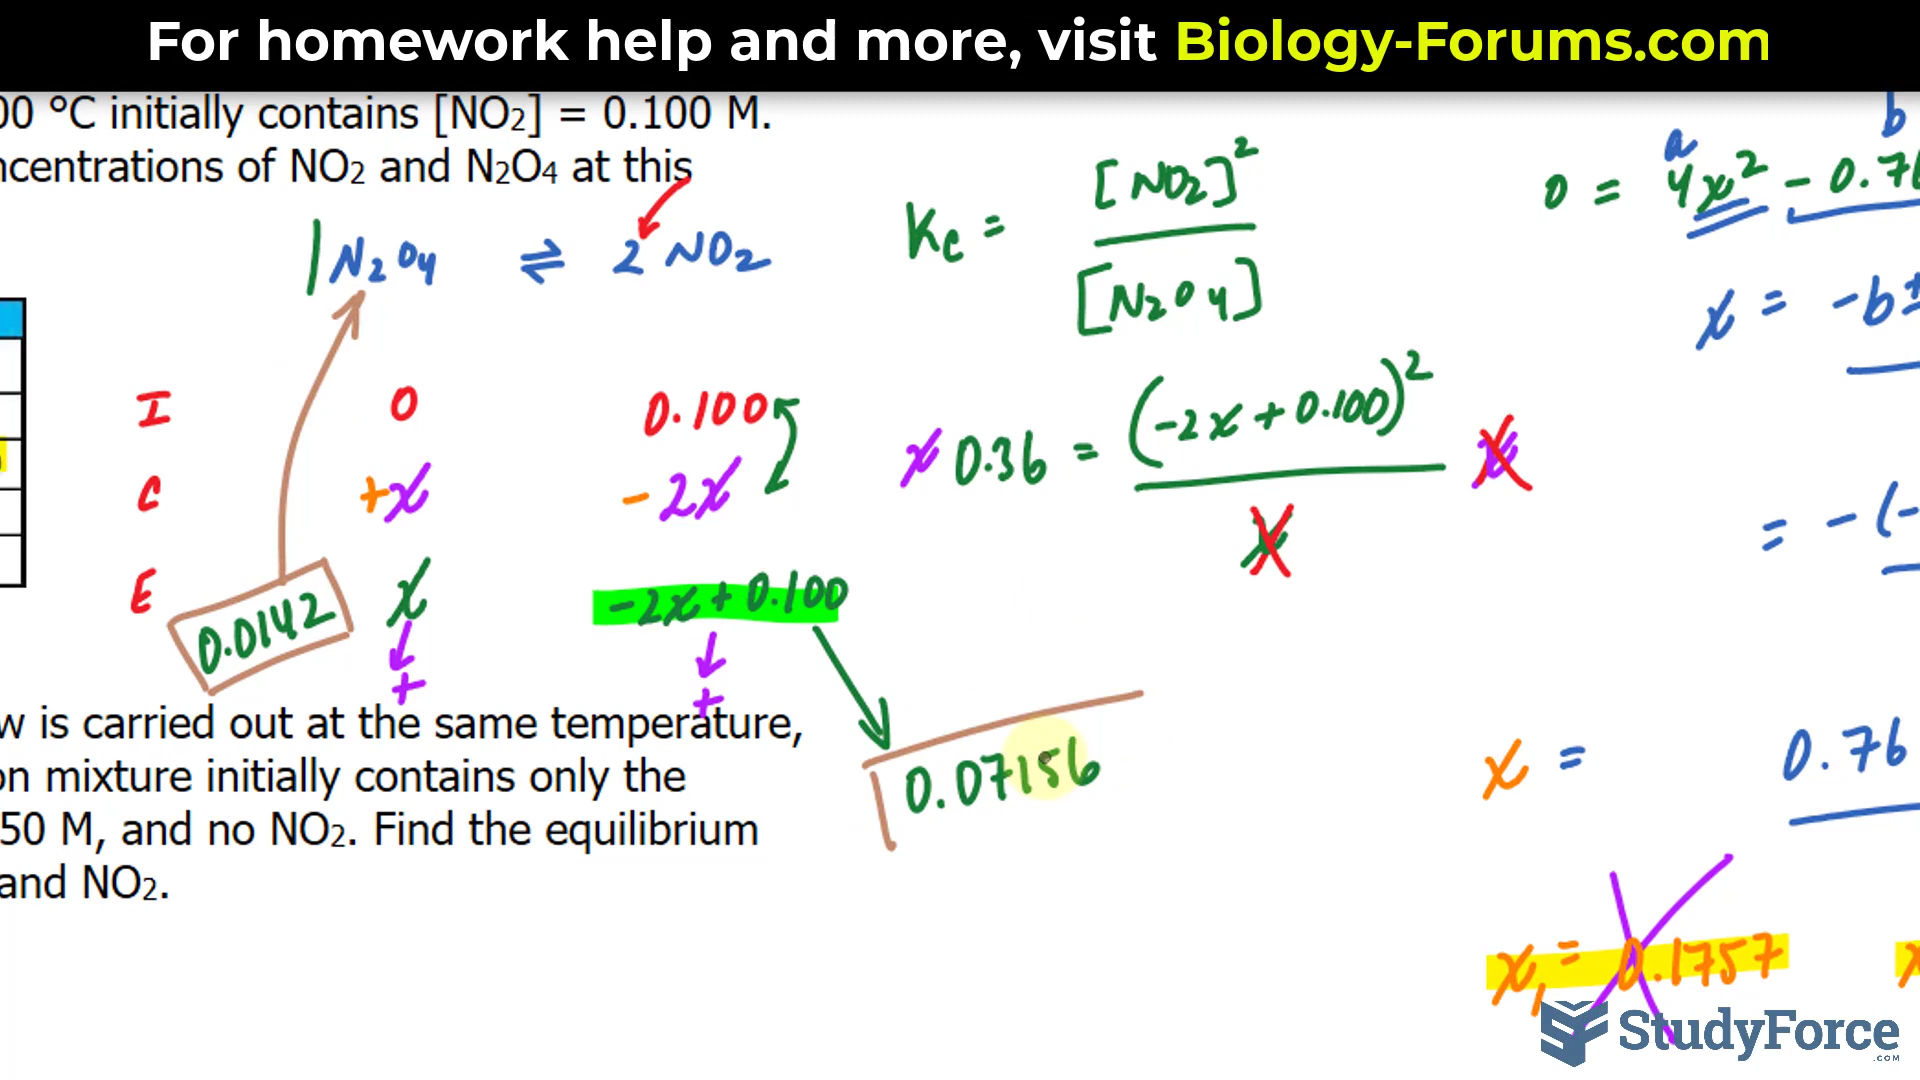 For homework help and more, visit Biology-Forums.com
00 °C initially contains [NO2] = 0.100 M.
ncentrations of NO2 and N2O4 at this
1 N2O4 ⇌ 2 NO2
Kc = [NO2]² / [N2O4]
a b
0 = 4x² - 0.76
x = -b ±
I 0 0.100
C +x -2x
E x -2x + 0.100
x 0.36 = (-2x + 0.100)² / x x
= -(-
0.0142
+ +
w is carried out at the same temperature,
on mixture initially contains only the
50 M, and no NO2. Find the equilibrium
and NO2.
0.07156
x = 0.76
x1 = 0.1757 x
StudyForce
.COM